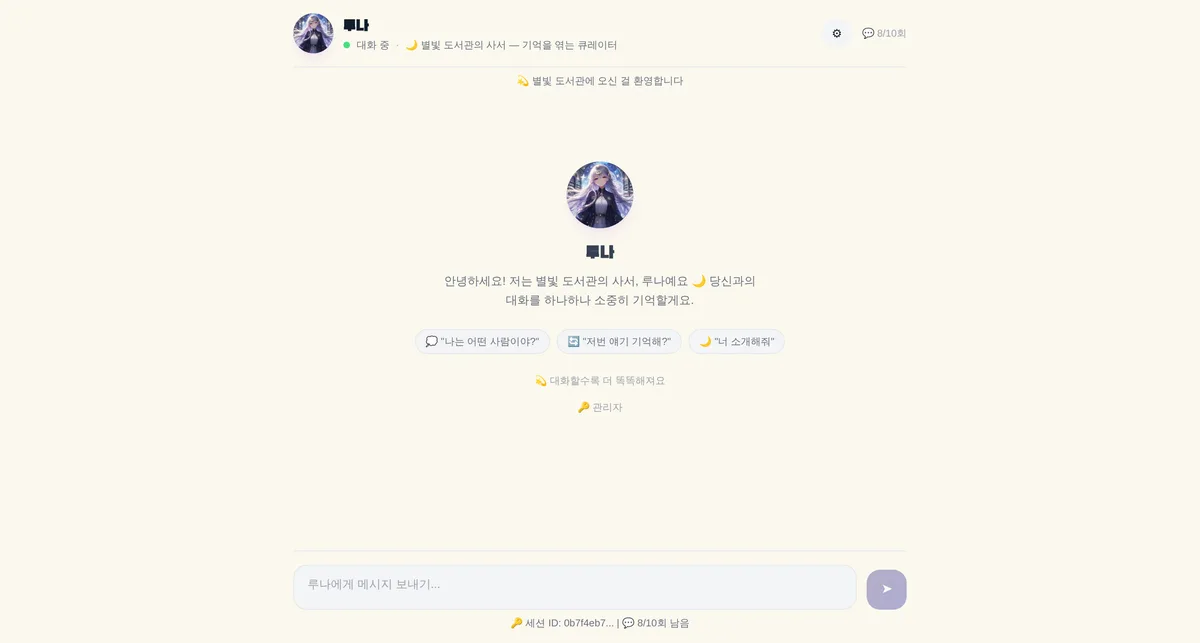 루나
대화 중 · 🌙 별빛 도서관의 사서 — 기억을 엮는 큐레이터
⚙ 💬 8/10회
💫 별빛 도서관에 오신 걸 환영합니다
루나
안녕하세요! 저는 별빛 도서관의 사서, 루나예요 🌙 당신과의
대화를 하나하나 소중히 기억할게요.
💭 "나는 어떤 사람이야?" 🔄 "저번 얘기 기억해?" 🌙 "너 소개해줘"
💫 대화할수록 더 똑똑해져요
🔑 관리자
루나에게 메시지 보내기...
➤
🔑 세션 ID: 0b7f4eb7... | 💬 8/10회 남음